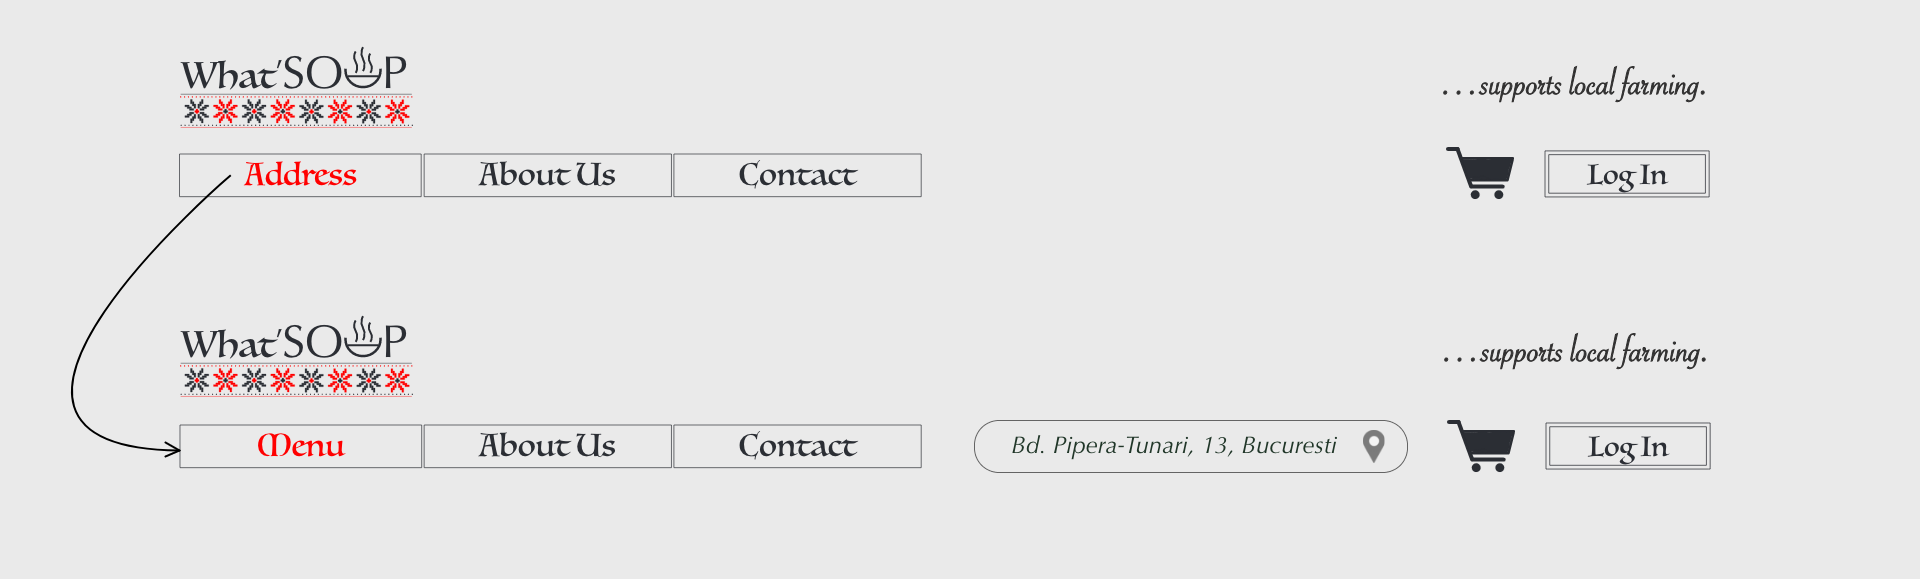 What'SOUP
...supports local farming.
Address
About Us
Contact
Log In
What'SOUP
...supports local farming.
Menu
About Us
Contact
Bd. Pipera-Tunari, 13, Bucuresti
Log In